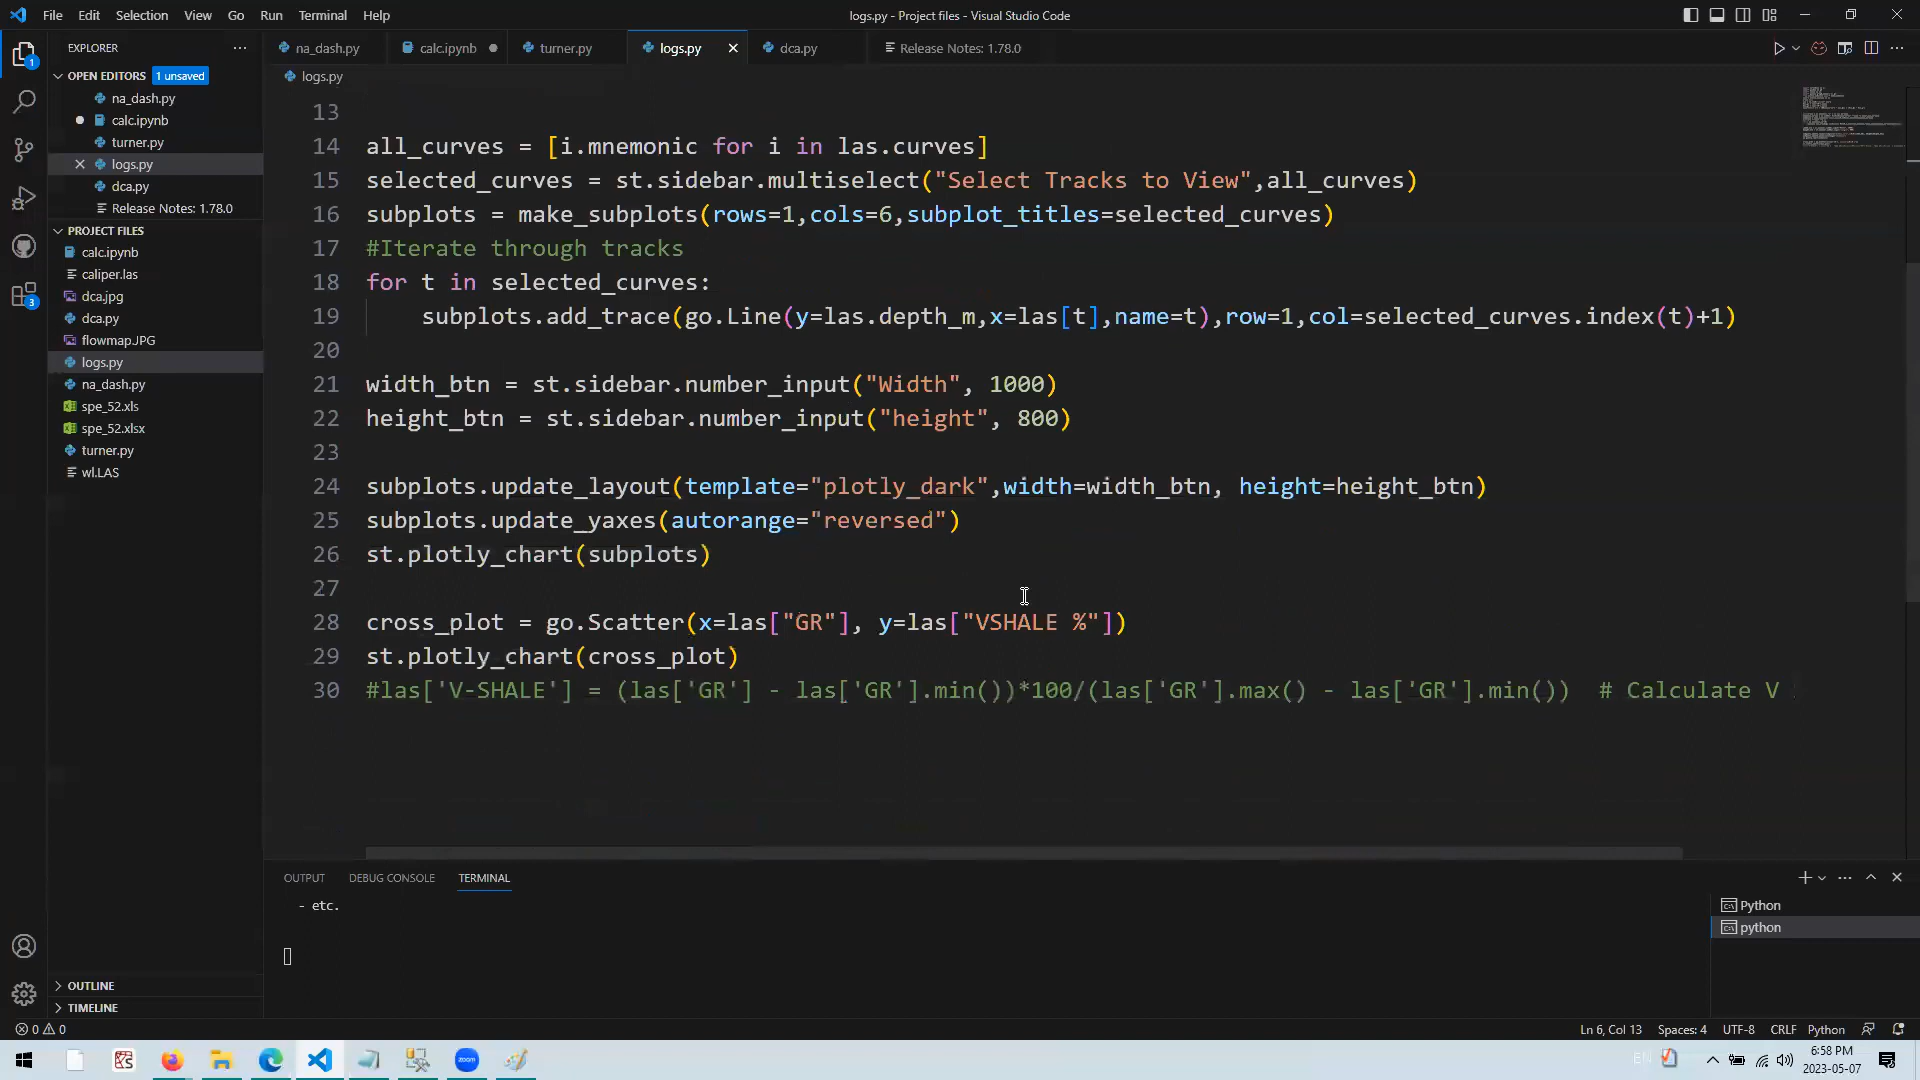 File Edit Selection View Go Run Terminal Help
logs.py - Project files - Visual Studio Code
EXPLORER
na_dash.py calc.ipynb turner.py logs.py dca.py Release Notes: 1.78.0
OPEN EDITORS 1 unsaved
na_dash.py
calc.ipynb
turner.py
logs.py
dca.py
Release Notes: 1.78.0
PROJECT FILES
calc.ipynb
caliper.las
dca.jpg
dca.py
flowmap.JPG
logs.py
na_dash.py
spe_52.xls
spe_52.xlsx
turner.py
wl.LAS
OUTLINE
TIMELINE
1
3
logs.py
13
14 all_curves = [i.mnemonic for i in las.curves]
15 selected_curves = st.sidebar.multiselect("Select Tracks to View",all_curves)
16 subplots = make_subplots(rows=1,cols=6,subplot_titles=selected_curves)
17 #Iterate through tracks
18 for t in selected_curves:
19 subplots.add_trace(go.Line(y=las.depth_m,x=las[t],name=t),row=1,col=selected_curves.index(t)+1)
20
21 width_btn = st.sidebar.number_input("Width", 1000)
22 height_btn = st.sidebar.number_input("height", 800)
23
24 subplots.update_layout(template="plotly_dark",width=width_btn, height=height_btn)
25 subplots.update_yaxes(autorange="reversed")
26 st.plotly_chart(subplots)
27
28 cross_plot = go.Scatter(x=las["GR"], y=las["VSHALE %"])
29 st.plotly_chart(cross_plot)
30 #las['V-SHALE'] = (las['GR'] - las['GR'].min())*100/(las['GR'].max() - las['GR'].min()) # Calculate V
OUTPUT DEBUG CONSOLE TERMINAL
- etc.
Python
python
0 0
Ln 6, Col 13 Spaces: 4 UTF-8 CRLF Python
zoom
EN
6:58 PM
2023-05-07